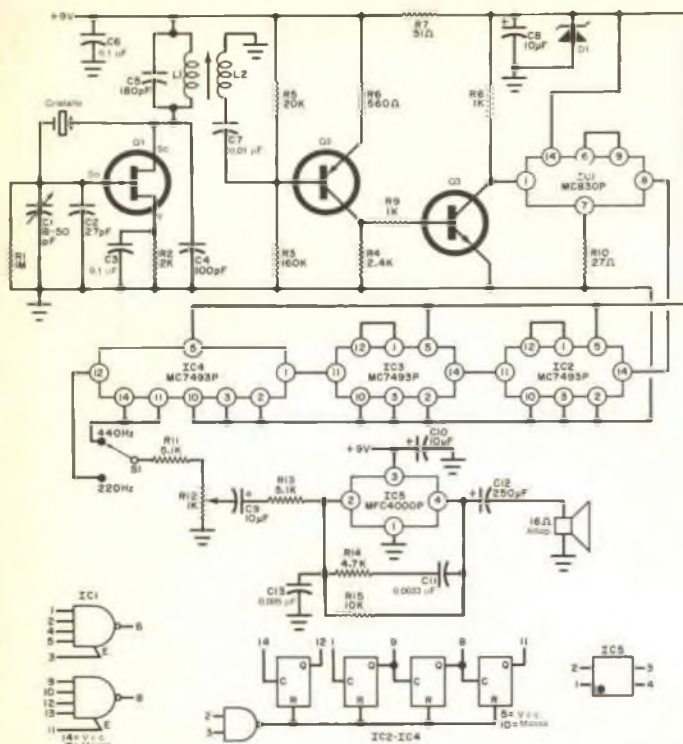 +9V
R7
51Ω
C6
0,1 µF
C5
180pF
L1
L2
C8
10µF
D1
R5
20K
R6
560Ω
R8
1K
Cristallo
C7
0,01 µF
Q1
Sc
So
V
Q2
R9
1K
Q3
14
6
9
1
IC1
MC830P
8
7
R1
1M
C1
8-50
pF
C2
27pF
C3
0,1 µF
R2
2K
C4
100pF
R3
160K
R4
2.4K
R10
27Ω
5
12
1
5
12
1
5
12
IC4
MC7493P
1
11
IC3
MC7493P
14
11
IC2
MC7493P
14
14
11
10
3
2
10
3
2
10
3
2
440Hz
S1
220Hz
R11
5.1K
R12
1K
C9
10µF
R13
5.1K
+9V
C10
10µF
3
2
IC5
MFC4000P
4
1
C12
250µF
16Ω
Altop
R14
4.7K
C11
0,0033 µF
C13
R15
10K
IC1
1
2
4
5
3
E
6
9
10
12
13
11
E
8
14= Vcc
14
12
1
9
8
11
Q
Q
Q
Q
C
C
C
C
R
R
R
R
2
3
IC2-IC4
5= Vcc
10= Massa
IC5
2
3
1
4